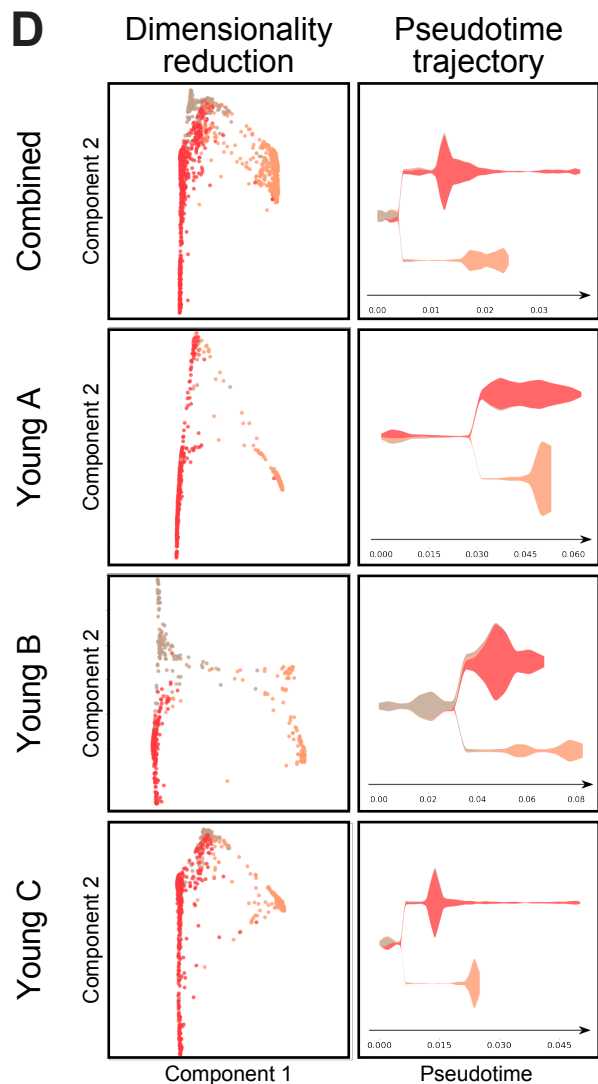 D
Dimensionality
reduction
Pseudotime
trajectory
Combined
Component 2
0.00 0.01 0.02 0.03
Young A
Component 2
0.000 0.015 0.030 0.045 0.060
Young B
Component 2
0.00 0.02 0.04 0.06 0.08
Young C
Component 2
0.000 0.015 0.030 0.045
Component 1
Pseudotime